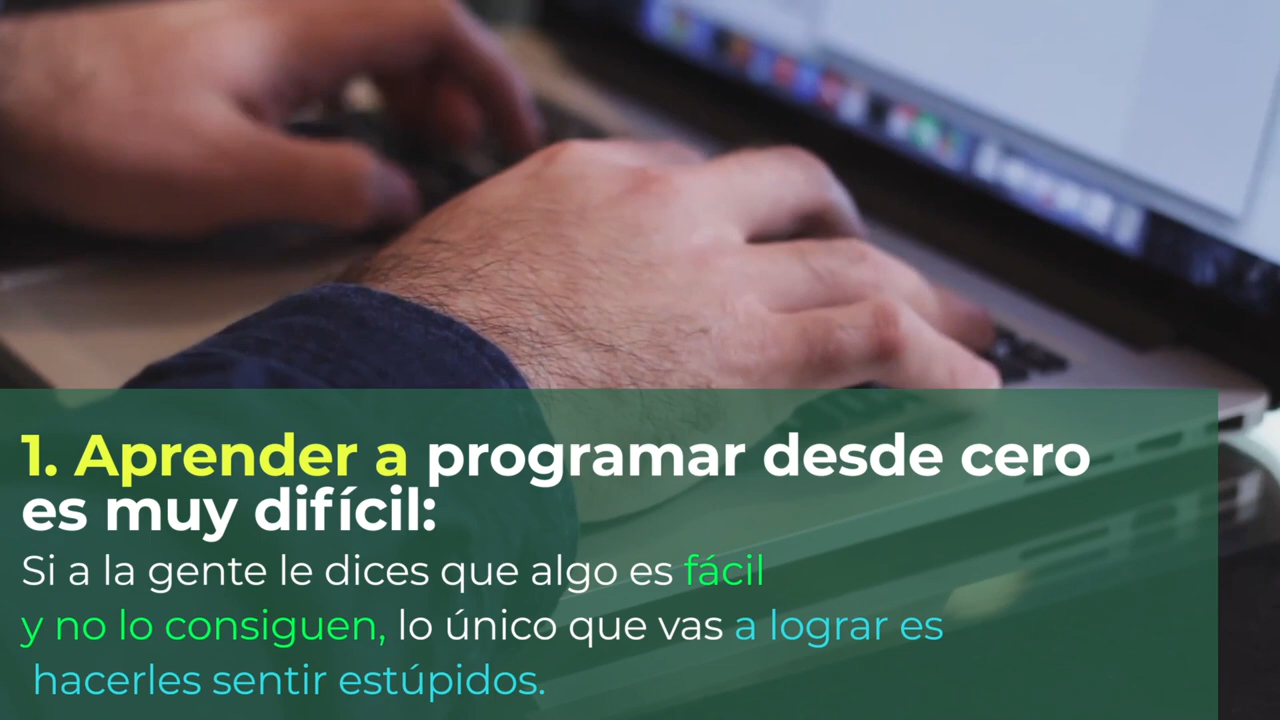 1. Aprender a programar desde cero
es muy difícil:
Si a la gente le dices que algo es fácil
y no lo consiguen, lo único que vas a lograr es
hacerles sentir estúpidos.